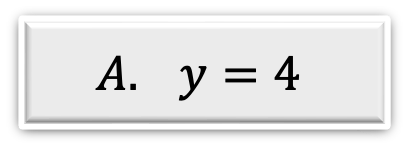 A. y = 4